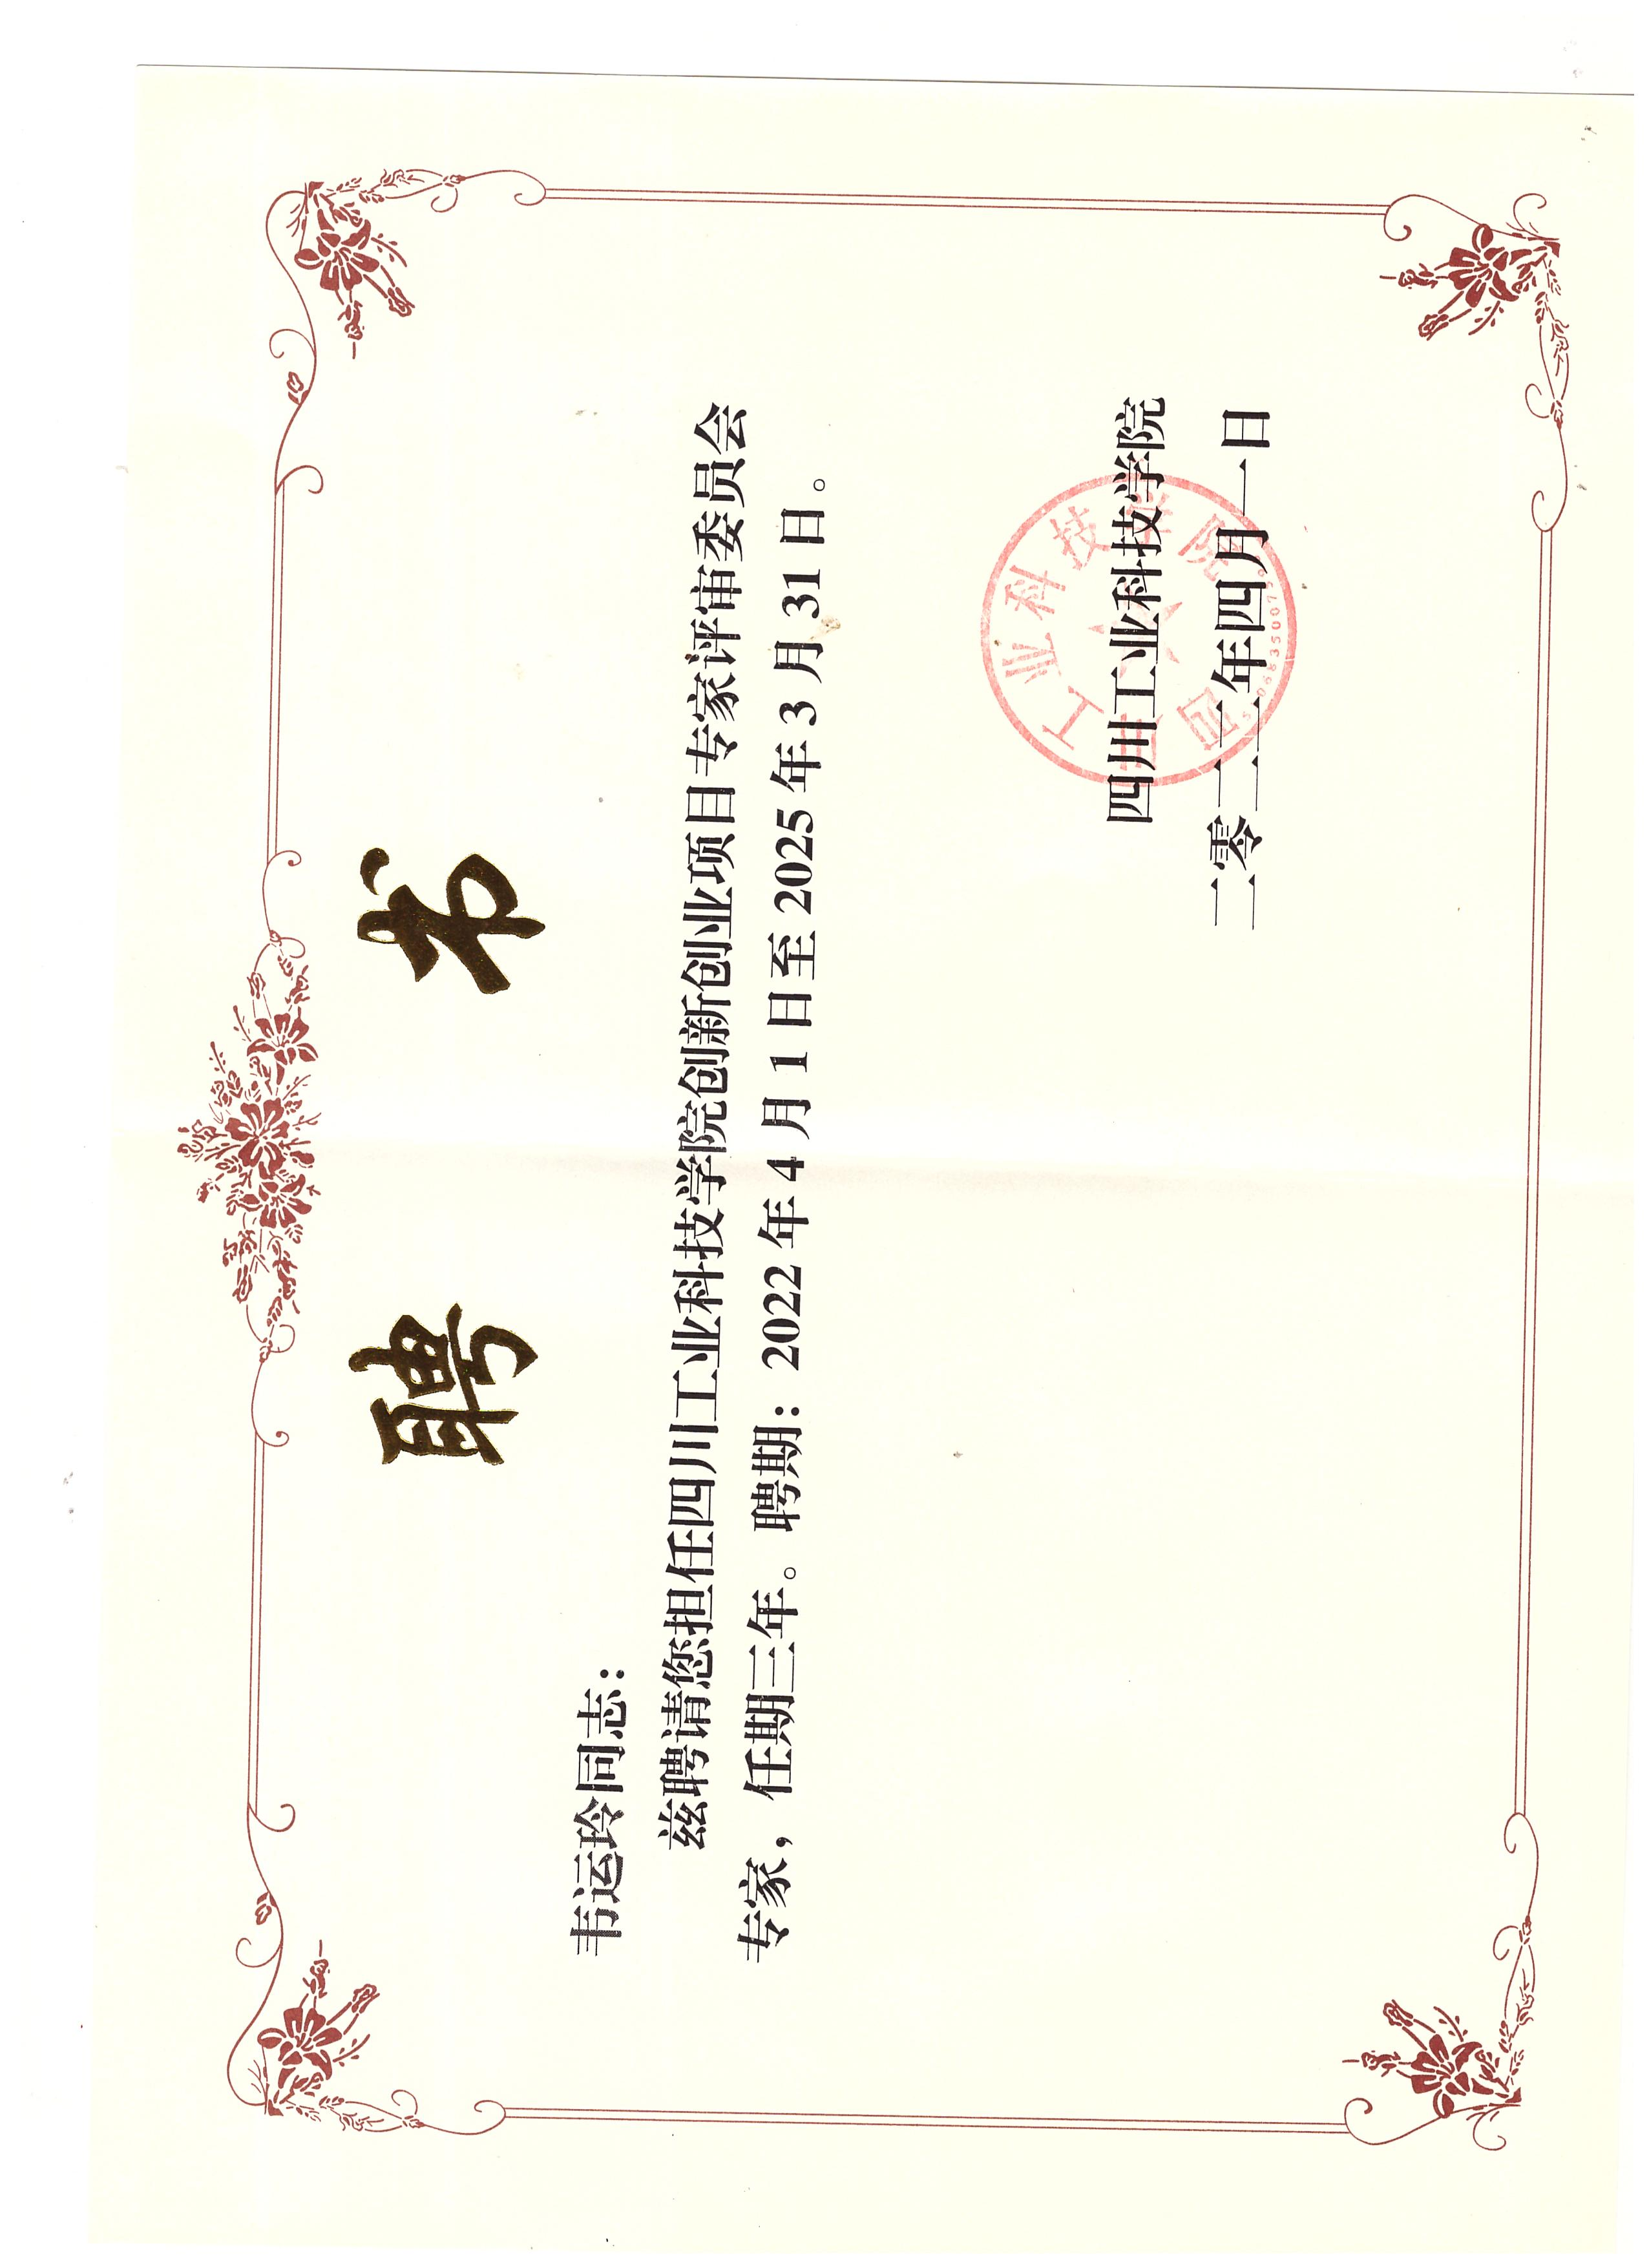 聘书
韦运玲同志：
兹聘请您担任四川工业科技学院创新创业项目专家评审委员会
专家，任期三年。聘期：2022年4月1日至2025年3月31日。
四川工业科技学院
二零二二年四月一日